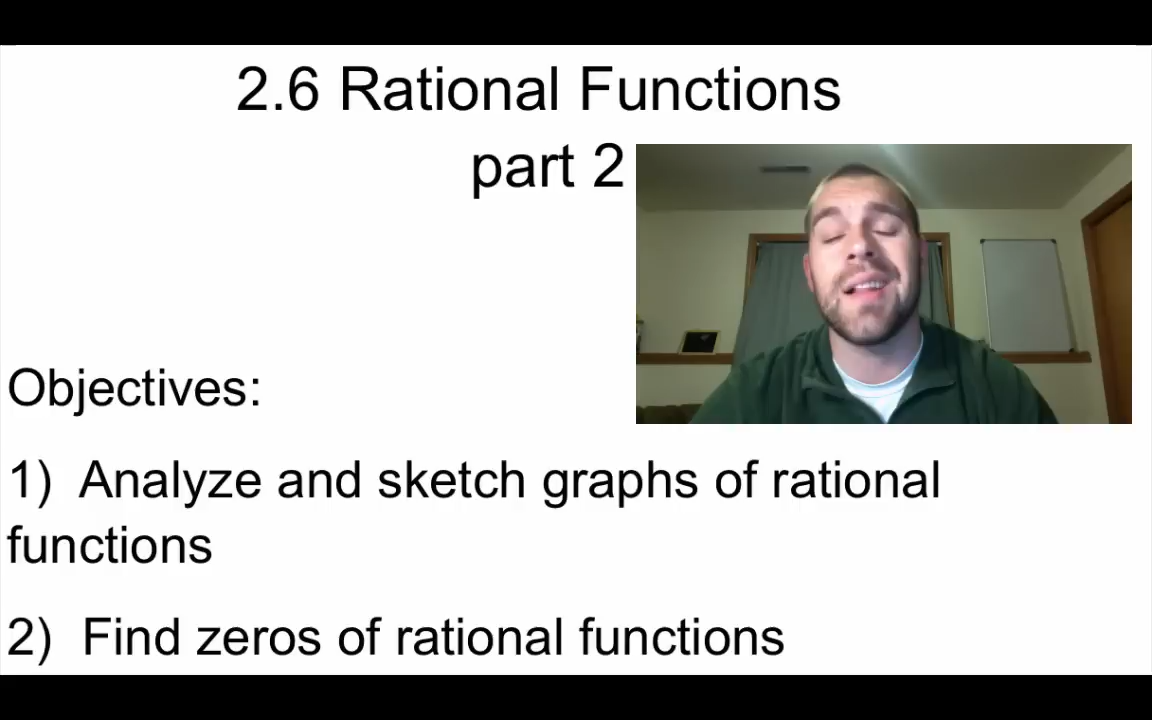 2.6 Rational Functions
part 2
Objectives:
1) Analyze and sketch graphs of rational
functions
2) Find zeros of rational functions